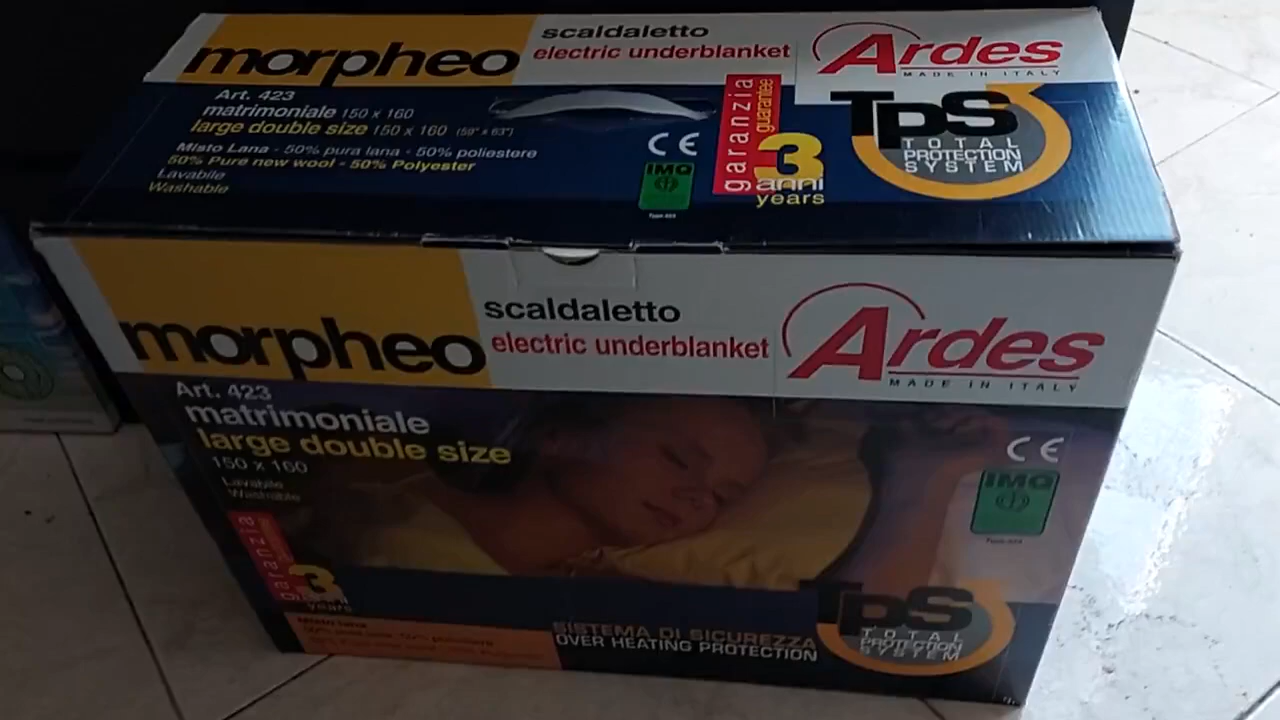 morpheo
scaldaletto
electric underblanket
Ardes
MADE IN ITALY
Art. 423
matrimoniale 150 x 160
large double size 150 x 160 (59" x 63")
Misto Lana - 50% pura lana - 50% poliestere
50% Pure new wool - 50% Polyester
Lavabile
Washable
CE
IMQ
garanzia
guarantee
3
anni
years
TPS
TOTAL
PROTECTION
SYSTEM
morpheo
scaldaletto
electric underblanket
Ardes
MADE IN ITALY
Art. 423
matrimoniale
large double size
150 x 160
Lavabile
Washable
CE
IMQ
garanzia
3
anni
years
Misto lana
SISTEMA DI SICUREZZA
OVER HEATING PROTECTION
TPS
TOTAL
PROTECTION
SYSTEM